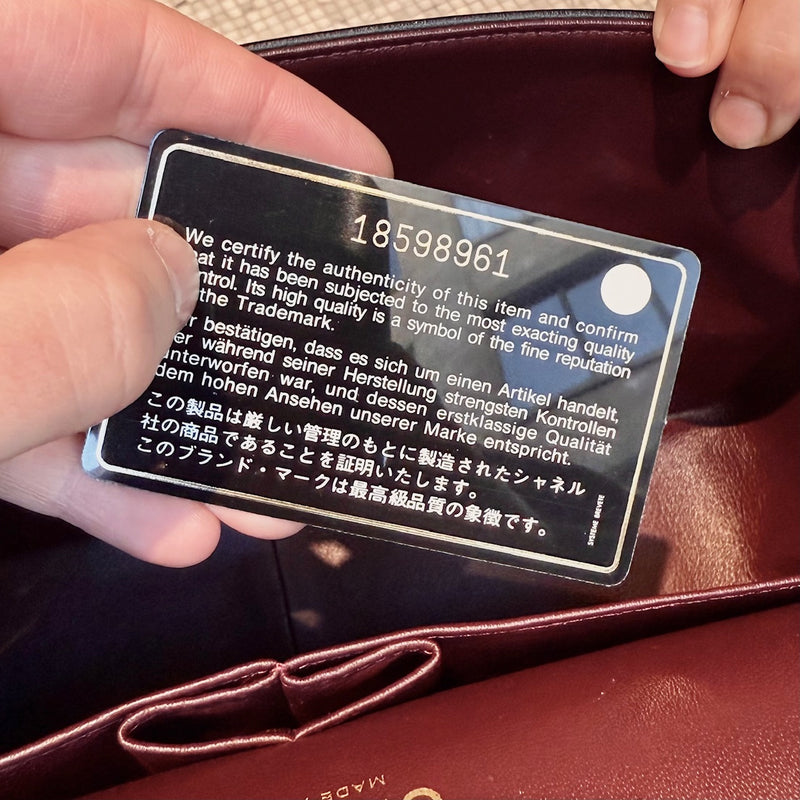 18598961
We certify the authenticity of this item and confirm
it has been subjected to the most exacting quality
Its high quality is a symbol of the fine reputation
the Trademark.
bestätigen, dass es sich um einen Artikel handelt,
während seiner Herstellung strengsten Kontrollen
unterworfen war, und dessen erstklassige Qualität
dem hohen Ansehen unserer Marke entspricht.
この製品は厳しい管理のもとに製造されたシャネル
社の商品であることを証明いたします。
このブランド・マークは最高級品質の象徴です。
SYSTEME BREVETE
MADE